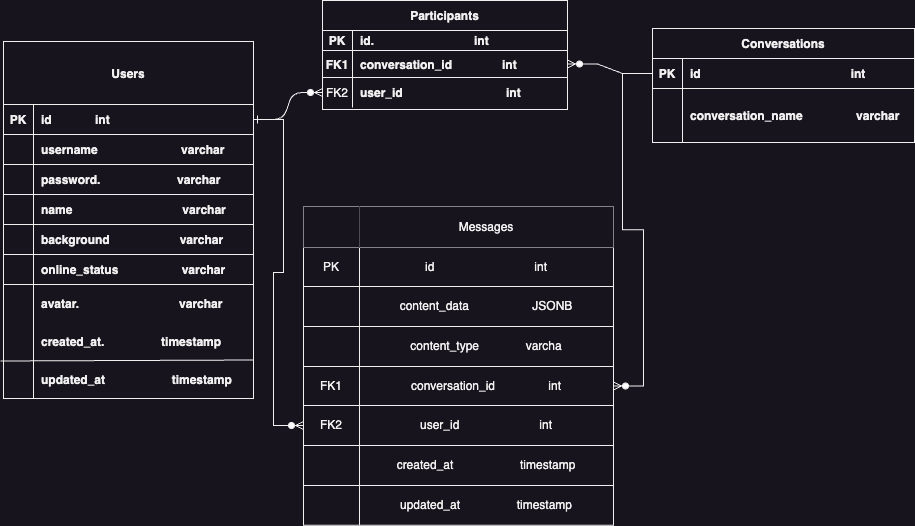 Participants
PK id. int
FK1 conversation_id int
FK2 user_id int
Conversations
PK id int
conversation_name varchar
Users
PK id int
username varchar
password. varchar
name varchar
background varchar
online_status varchar
avatar. varchar
created_at. timestamp
updated_at timestamp
Messages
PK id int
content_data JSONB
content_type varcha
FK1 conversation_id int
FK2 user_id int
created_at timestamp
updated_at timestamp